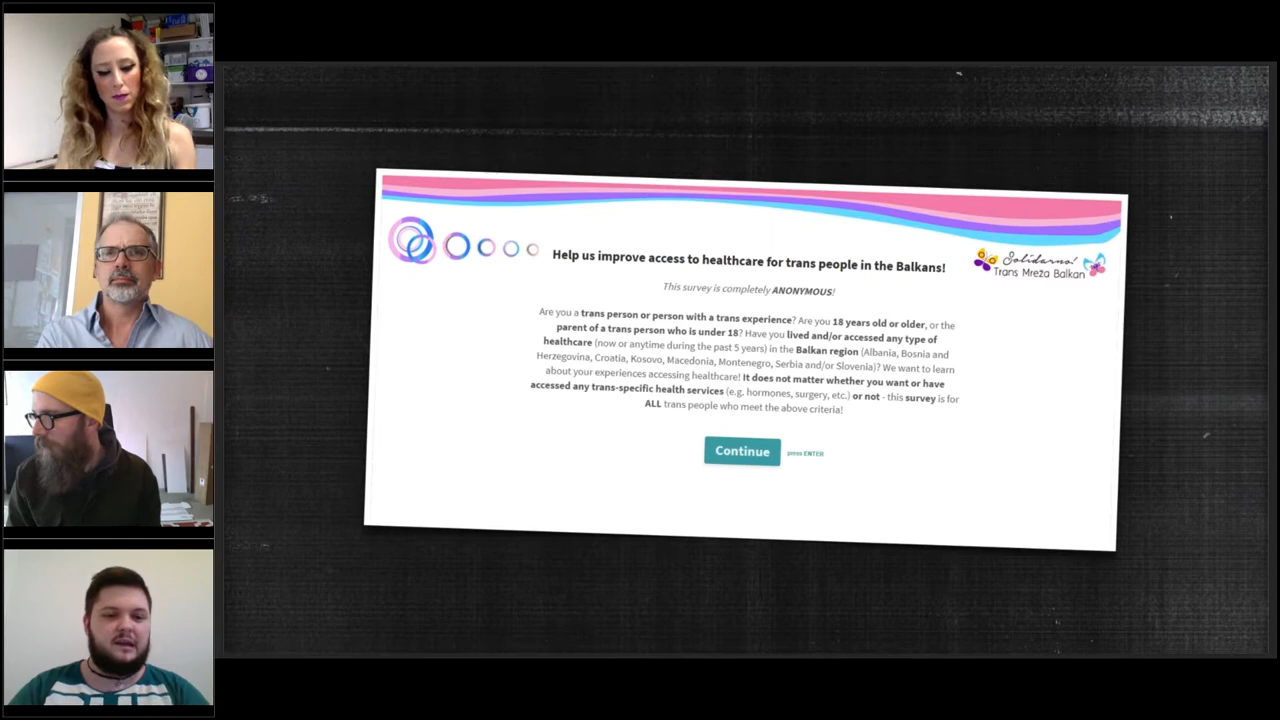 Help us improve access to healthcare for trans people in the Balkans!
Solidarno!
Trans Mreža Balkan
This survey is completely ANONYMOUS!
Are you a trans person or person with a trans experience? Are you 18 years old or older, or the
parent of a trans person who is under 18? Have you lived and/or accessed any type of
healthcare (now or anytime during the past 5 years) in the Balkan region (Albania, Bosnia and
Herzegovina, Croatia, Kosovo, Macedonia, Montenegro, Serbia and/or Slovenia)? We want to learn
about your experiences accessing healthcare! It does not matter whether you want or have
accessed any trans-specific health services (e.g. hormones, surgery, etc.) or not - this survey is for
ALL trans people who meet the above criteria!
Continue
press ENTER